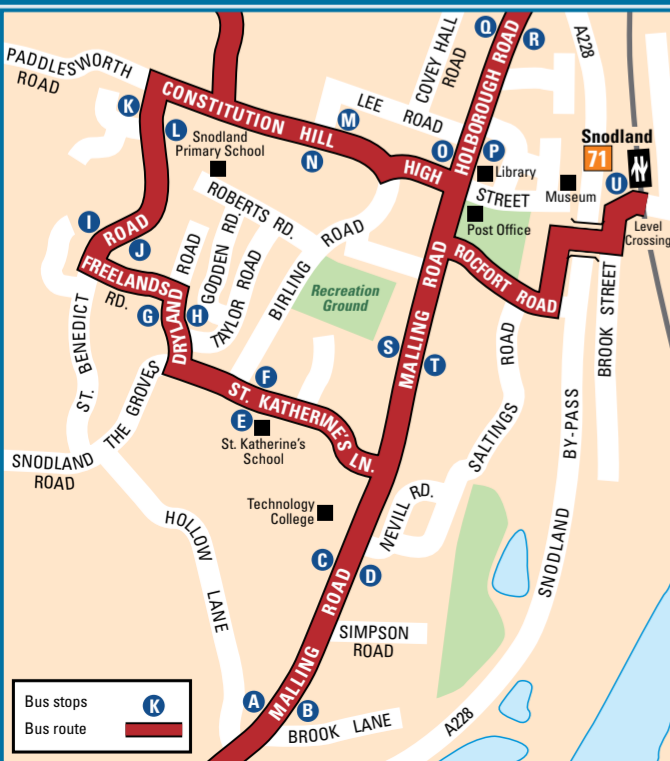 PADDLESWORTH
ROAD
CONSTITUTION HILL
COVEY HALL
ROAD
Q
R
HOLBOROUGH ROAD
A228
LEE ROAD
K
L
M
N
O
P
Snodland
71
U
Snodland
Primary School
HIGH
STREET
Library
Museum
Post Office
Level
Crossing
ROBERTS RD.
I
J
ROAD
FREELANDS
RD.
DRYLAND
ROAD
GODDEN RD.
TAYLOR ROAD
BIRLING ROAD
Recreation
Ground
MALLING ROAD
ROCFORT ROAD
BROOK STREET
G
H
S
T
ST. BENEDICT
THE GROVES
F
ST. KATHERINE'S LN.
E
St. Katherine's
School
SALTINGS ROAD
SNODLAND BY-PASS
SNODLAND
ROAD
Technology
College
NEVILL RD.
HOLLOW LANE
C
D
MALLING ROAD
SIMPSON
ROAD
A
B
BROOK LANE
A228
Bus stops
K
Bus route